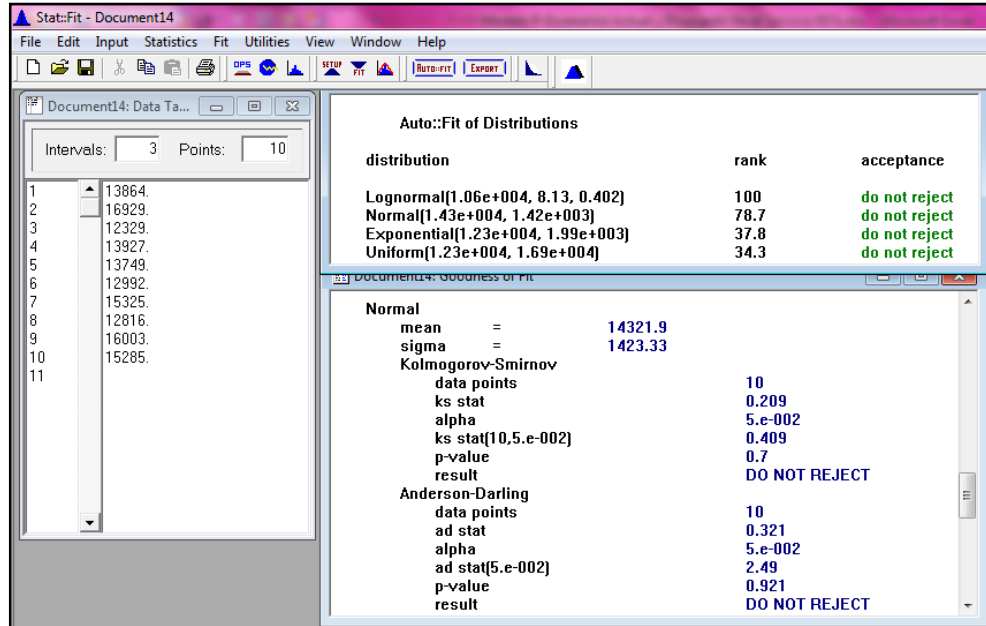 Stat::Fit - Document14
File Edit Input Statistics Fit Utilities View Window Help
OPS SETUP FIT AUTO::FIT EXPORT
Document14: Data Ta...
Intervals: 3 Points: 10
1 13864.
2 16929.
3 12329.
4 13927.
5 13749.
6 12992.
7 15325.
8 12816.
9 16003.
10 15285.
11
Auto::Fit of Distributions
distribution rank acceptance
Lognormal(1.06e+004, 8.13, 0.402) 100 do not reject
Normal(1.43e+004, 1.42e+003) 78.7 do not reject
Exponential(1.23e+004, 1.99e+003) 37.8 do not reject
Uniform(1.23e+004, 1.69e+004) 34.3 do not reject
Document14: Goodness of Fit
Normal
mean = 14321.9
sigma = 1423.33
Kolmogorov-Smirnov
data points 10
ks stat 0.209
alpha 5.e-002
ks stat(10,5.e-002) 0.409
p-value 0.7
result DO NOT REJECT
Anderson-Darling
data points 10
ad stat 0.321
alpha 5.e-002
ad stat(5.e-002) 2.49
p-value 0.921
result DO NOT REJECT